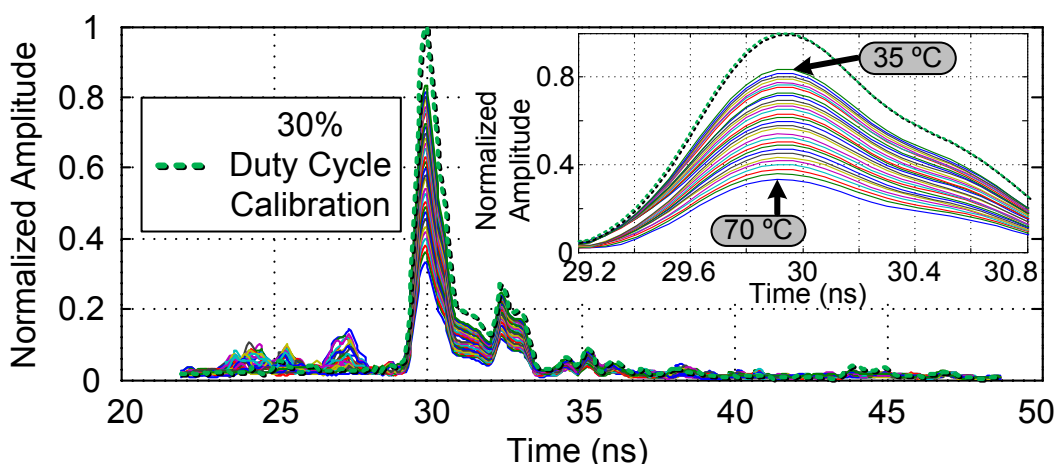 Normalized Amplitude
1
0.8
0.6
0.4
0.2
0
20 25 30 35 40 45 50
Time (ns)
30%
Duty Cycle
Calibration
Normalized
Amplitude
0.8
0.4
0
29.2 29.6 30 30.4 30.8
Time (ns)
35 ºC
70 ºC